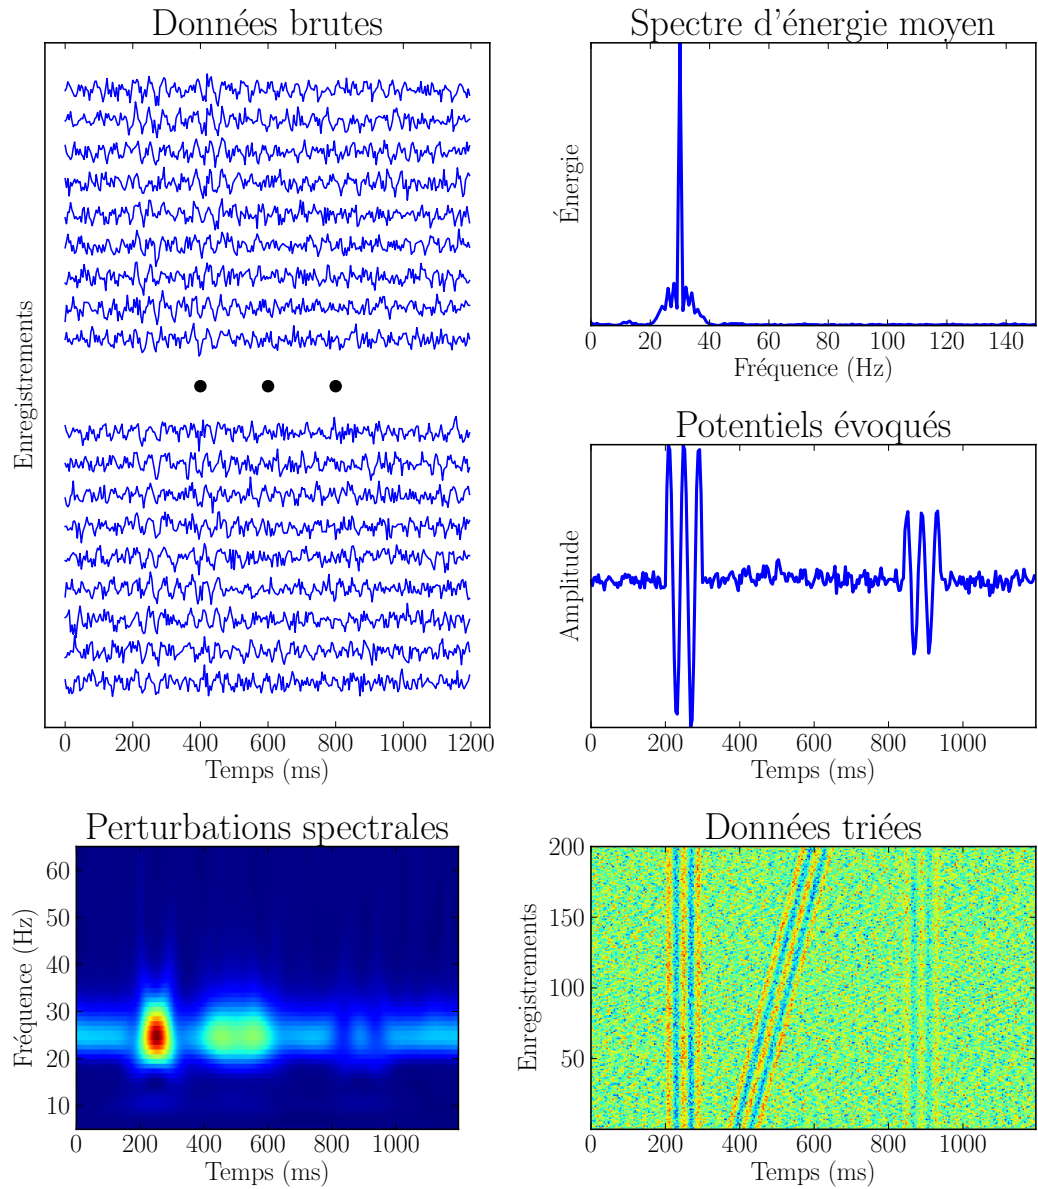 Données brutes
Enregistrements
0 200 400 600 800 1000 1200
Temps (ms)
Spectre d'énergie moyen
Énergie
0 20 40 60 80 100 120 140
Fréquence (Hz)
Potentiels évoqués
Amplitude
0 200 400 600 800 1000
Temps (ms)
Perturbations spectrales
Fréquence (Hz)
60
50
40
30
20
10
0 200 400 600 800 1000
Temps (ms)
Données triées
Enregistrements
200
150
100
50
0 200 400 600 800 1000
Temps (ms)